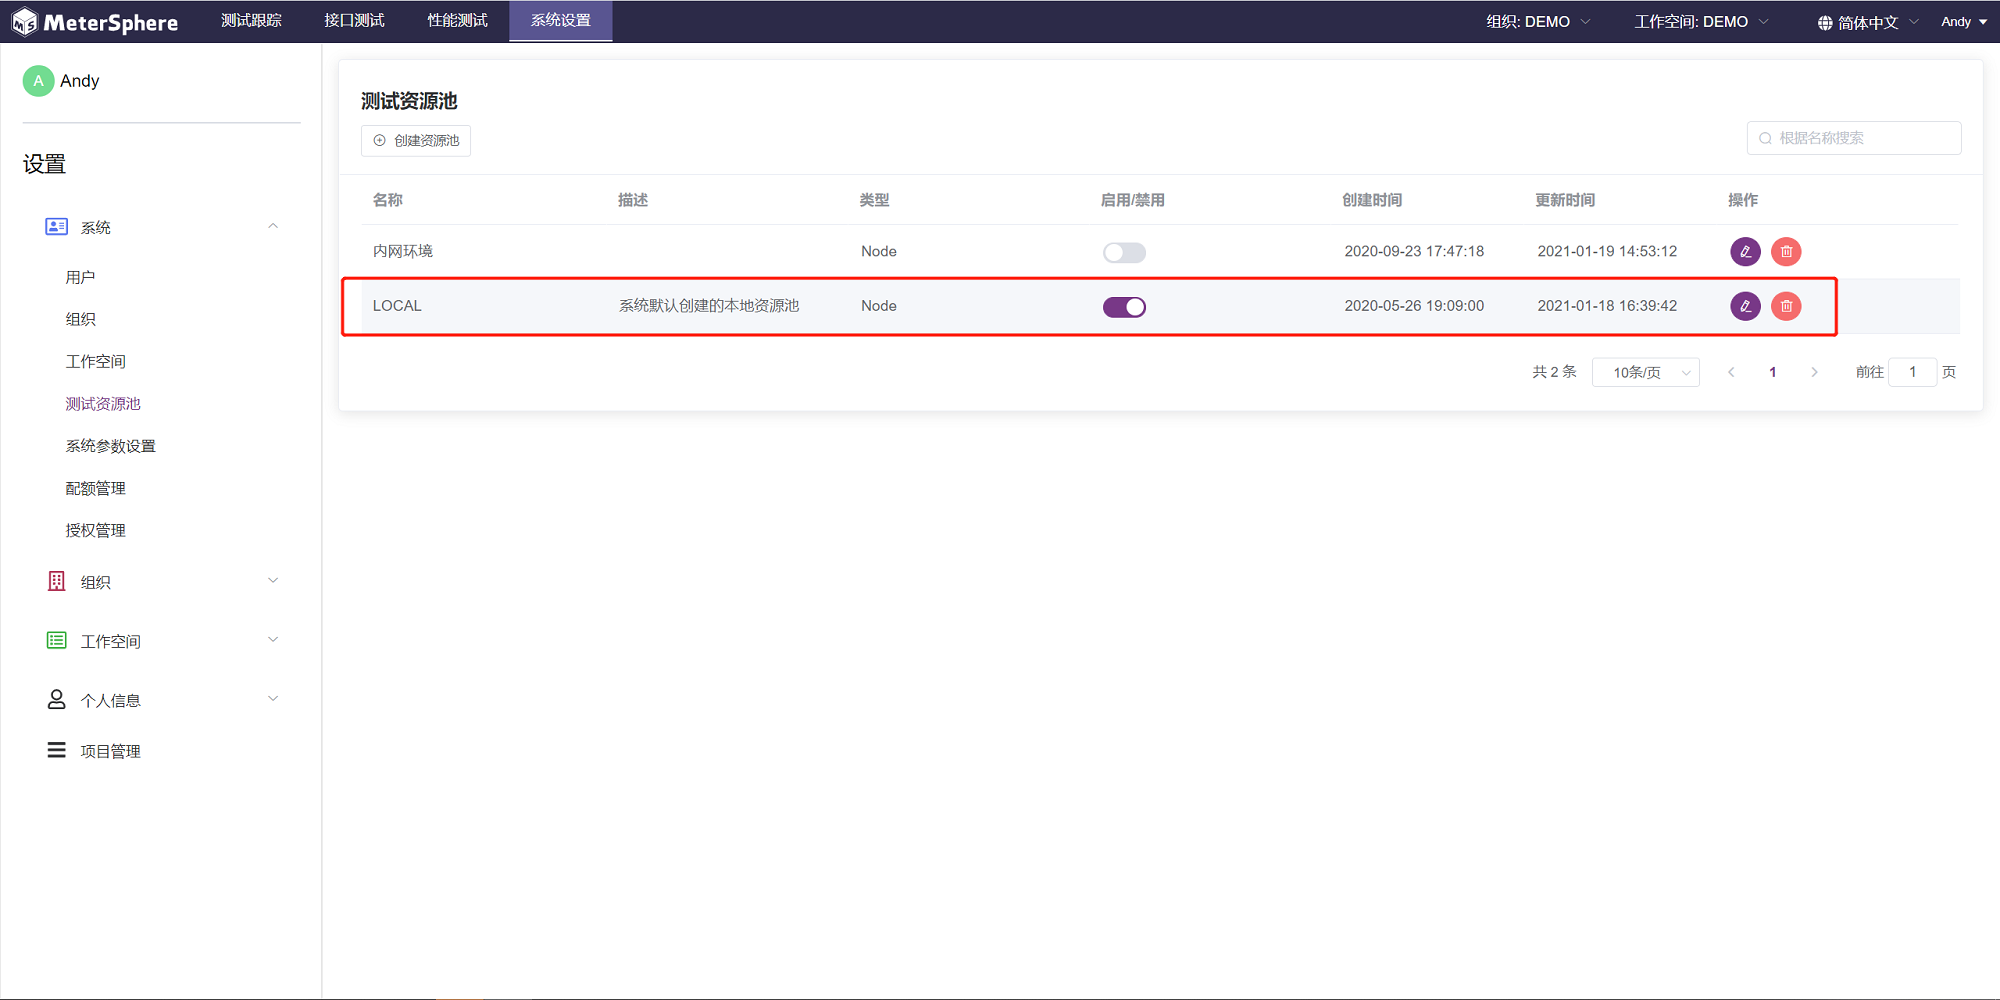 MeterSphere 测试跟踪 接口测试 性能测试 系统设置 组织: DEMO 工作空间: DEMO 简体中文 Andy
A Andy
设置
系统
用户
组织
工作空间
测试资源池
系统参数设置
配额管理
授权管理
组织
工作空间
个人信息
项目管理
测试资源池
创建资源池
根据名称搜索
名称 描述 类型 启用/禁用 创建时间 更新时间 操作
内网环境 Node 2020-09-23 17:47:18 2021-01-19 14:53:12
LOCAL 系统默认创建的本地资源池 Node 2020-05-26 19:09:00 2021-01-18 16:39:42
共 2 条 10条/页 1 前往 1 页